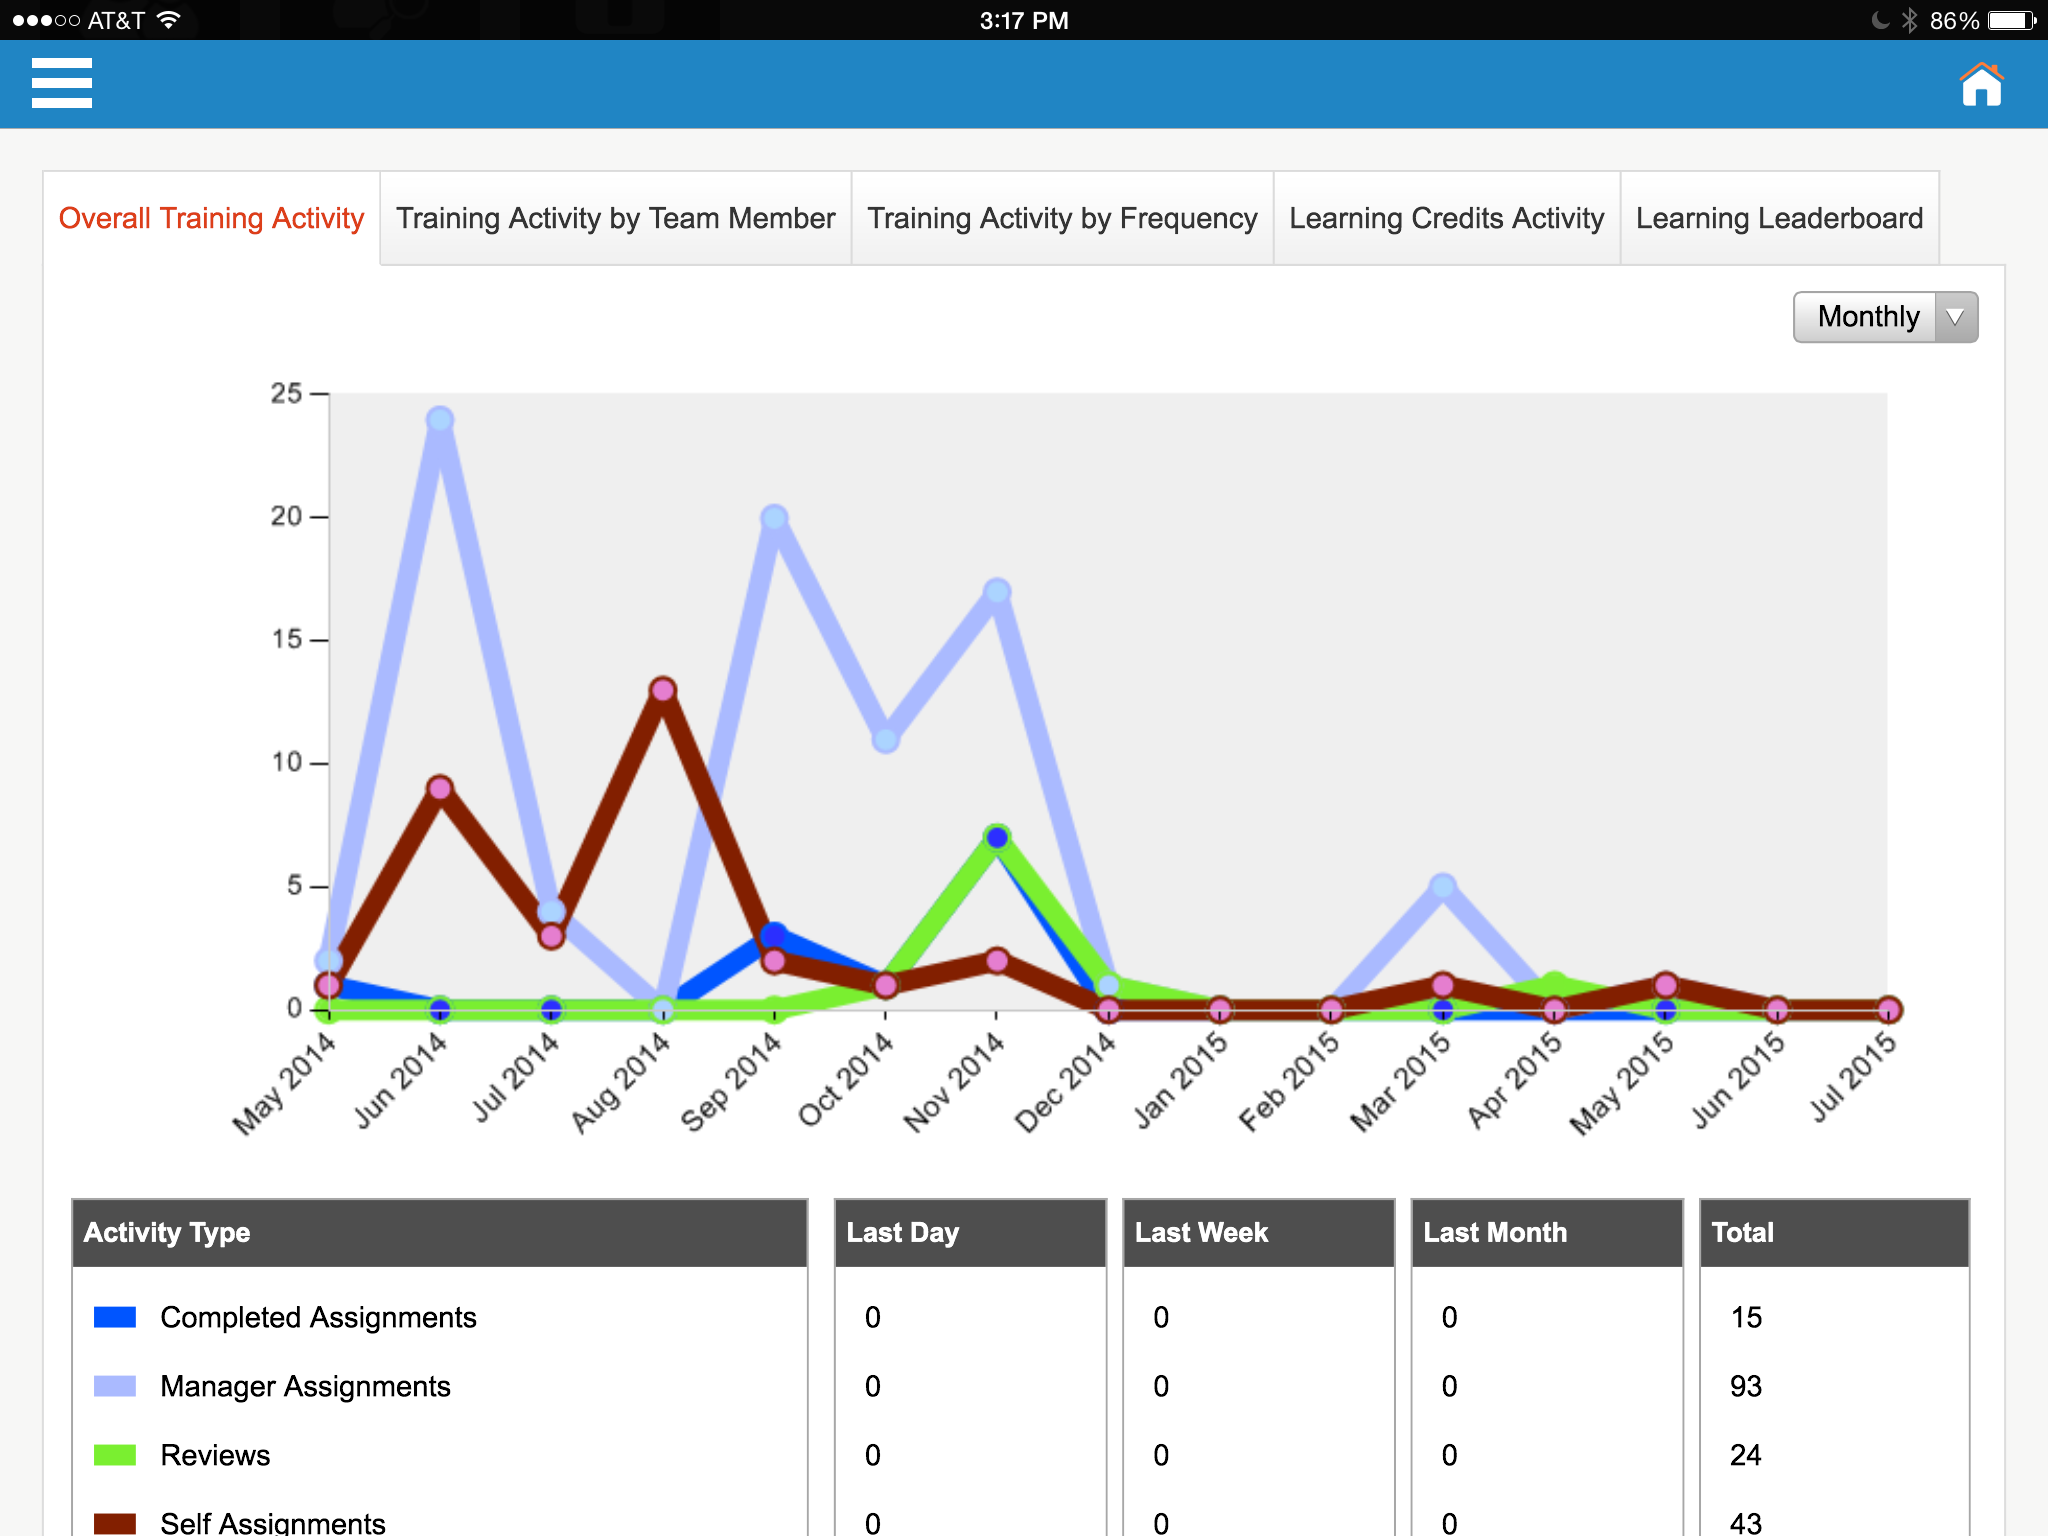 AT&T 3:17 PM 86%
Overall Training Activity Training Activity by Team Member Training Activity by Frequency Learning Credits Activity Learning Leaderboard
Monthly
25
20
15
10
5
0
May 2014 Jun 2014 Jul 2014 Aug 2014 Sep 2014 Oct 2014 Nov 2014 Dec 2014 Jan 2015 Feb 2015 Mar 2015 Apr 2015 May 2015 Jun 2015 Jul 2015
Activity Type Last Day Last Week Last Month Total
Completed Assignments 0 0 0 15
Manager Assignments 0 0 0 93
Reviews 0 0 0 24
Self Assignments 0 0 0 43